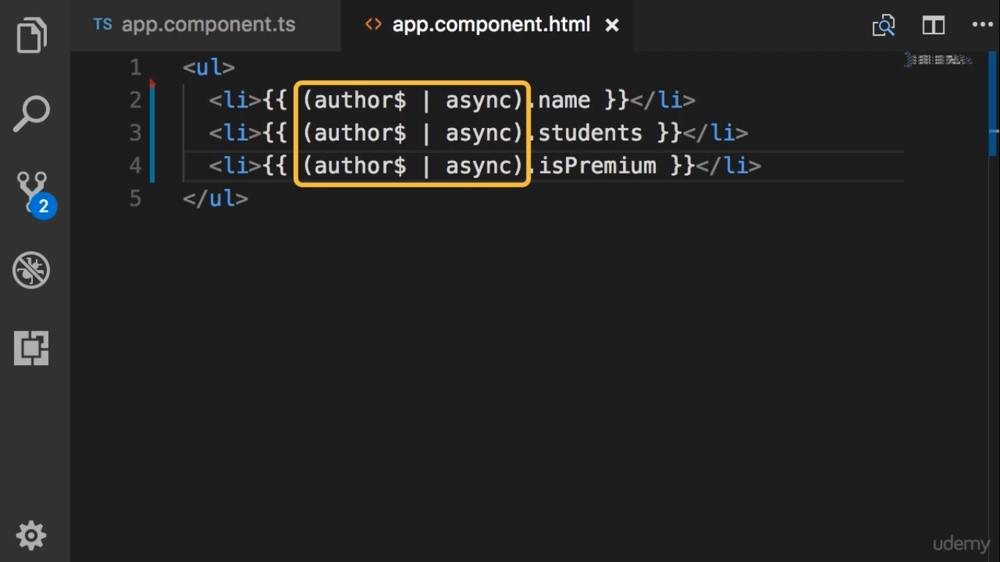 TS app.component.ts
<> app.component.html ×
1 <ul>
2 <li>{{ (author$ | async).name }}</li>
3 <li>{{ (author$ | async).students }}</li>
4 <li>{{ (author$ | async).isPremium }}</li>
5 </ul>
2
udemy